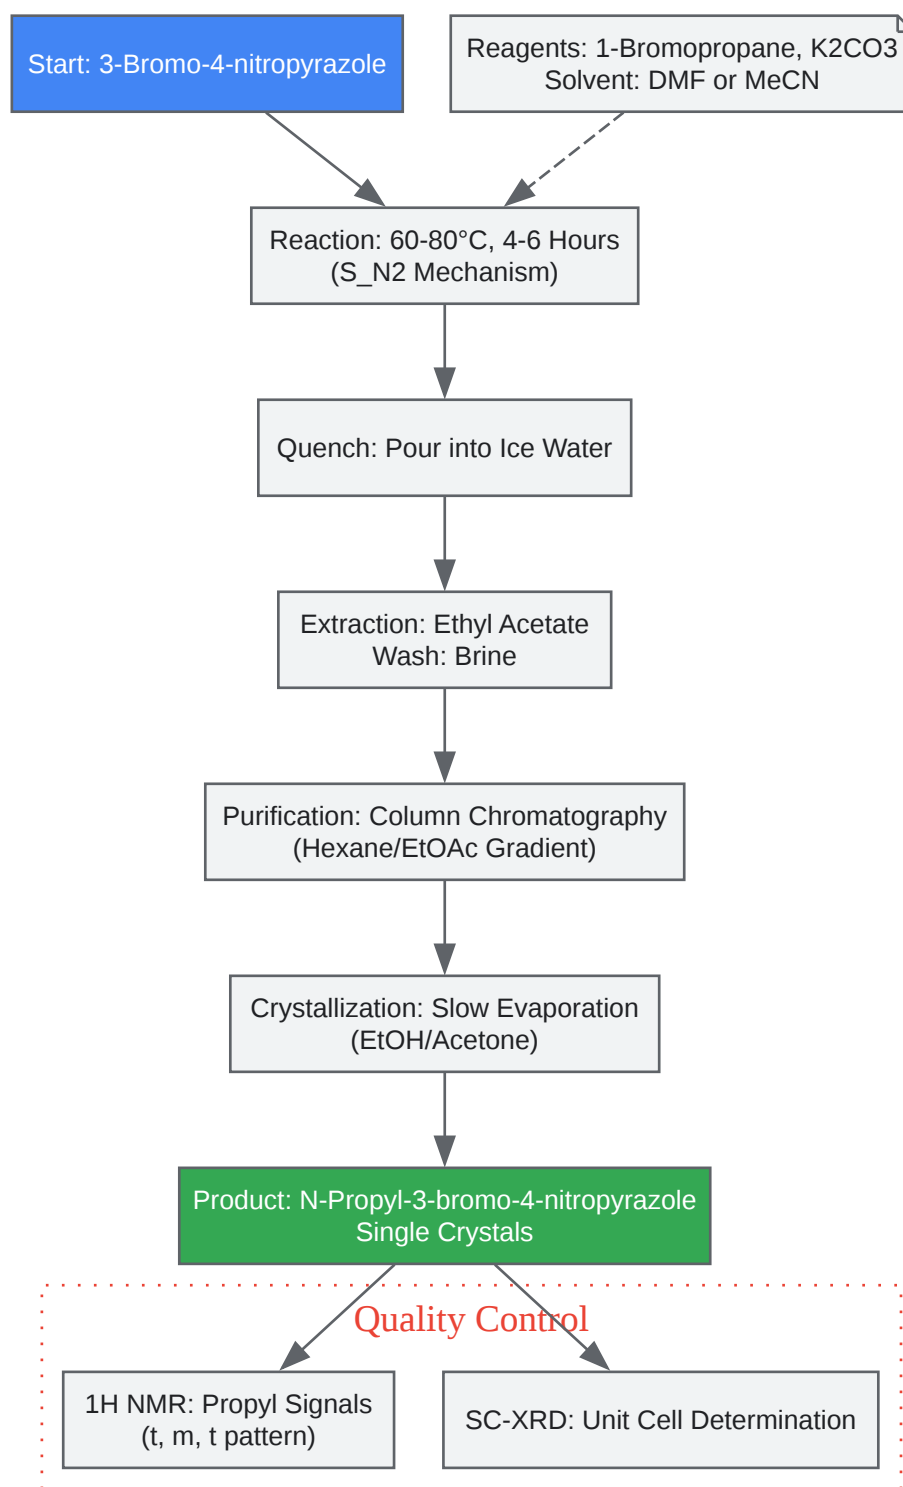 Start: 3-Bromo-4-nitropyrazole
Reagents: 1-Bromopropane, K2CO3
Solvent: DMF or MeCN
Reaction: 60-80°C, 4-6 Hours
(S_N2 Mechanism)
Quench: Pour into Ice Water
Extraction: Ethyl Acetate
Wash: Brine
Purification: Column Chromatography
(Hexane/EtOAc Gradient)
Crystallization: Slow Evaporation
(EtOH/Acetone)
Product: N-Propyl-3-bromo-4-nitropyrazole
Single Crystals
Quality Control
1H NMR: Propyl Signals
(t, m, t pattern)
SC-XRD: Unit Cell Determination